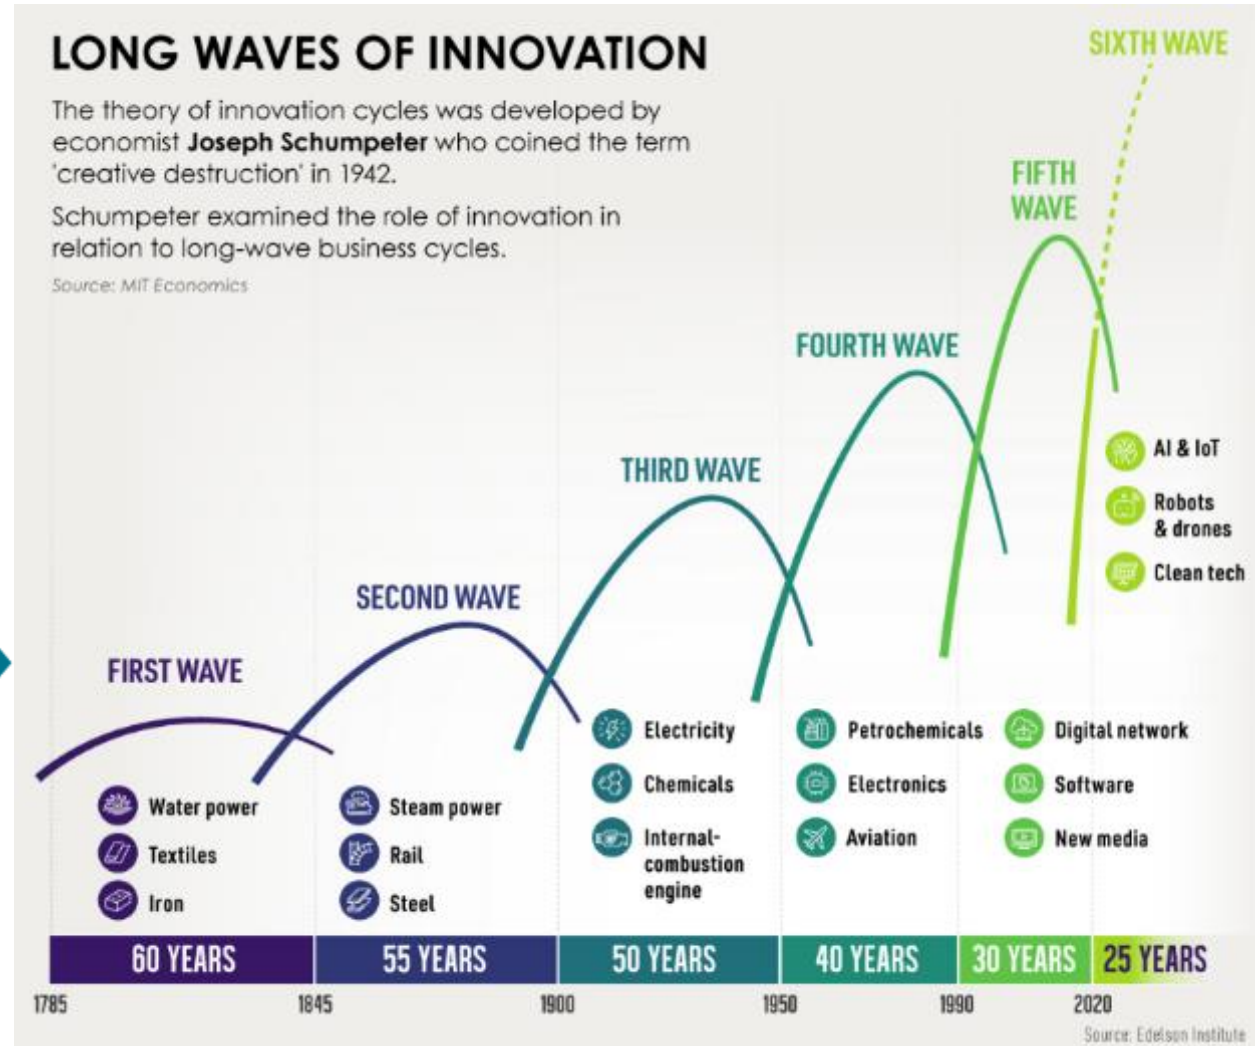 LONG WAVES OF INNOVATION
The theory of innovation cycles was developed by
economist Joseph Schumpeter who coined the term
'creative destruction' in 1942.
Schumpeter examined the role of innovation in
relation to long-wave business cycles.
Source: MIT Economics
SIXTH WAVE
FIFTH
WAVE
FOURTH WAVE
THIRD WAVE
SECOND WAVE
FIRST WAVE
Water power
Textiles
Iron
Steam power
Rail
Steel
Electricity
Chemicals
Internal-
combustion
engine
Petrochemicals
Electronics
Aviation
Digital network
Software
New media
AI & IoT
Robots
& drones
Clean tech
60 YEARS
55 YEARS
50 YEARS
40 YEARS
30 YEARS
25 YEARS
1785
1845
1900
1950
1990
2020
Source: Edelson Institute